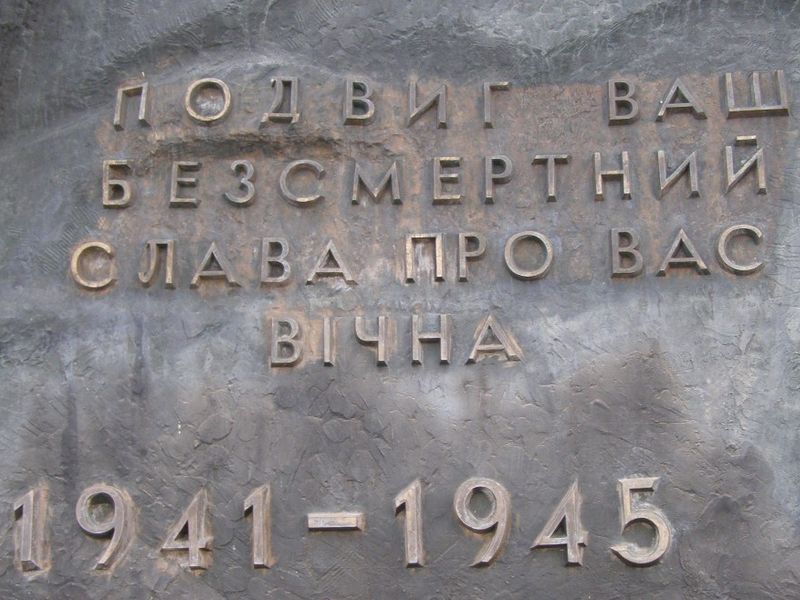 ПОДВИГ ВАШ
БЕЗСМЕРТНИЙ
СЛАВА ПРО ВАС
ВІЧНА
1941-1945